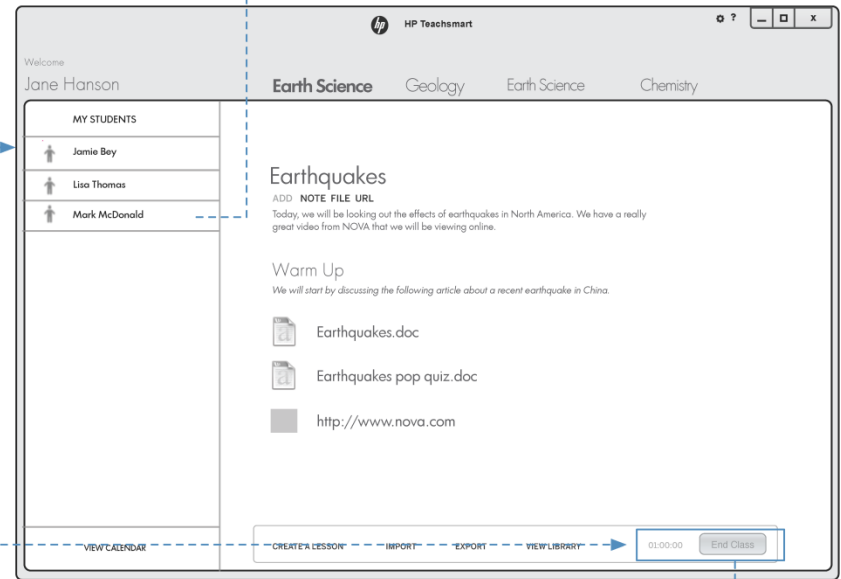 hp HP Teachsmart ?
X
Welcome
Jane Hanson
Earth Science Geology Earth Science Chemistry
MY STUDENTS
Jamie Bey
Lisa Thomas
Mark McDonald
VIEW CALENDAR
Earthquakes
ADD NOTE FILE URL
Today, we will be looking out the effects of earthquakes in North America. We have a really
great video from NOVA that we will be viewing online.
Warm Up
We will start by discussing the following article about a recent earthquake in China.
a Earthquakes.doc
a Earthquakes pop quiz.doc
http://www.nova.com
CREATE A LESSON IMPORT EXPORT VIEW LIBRARY 01:00:00 End Class